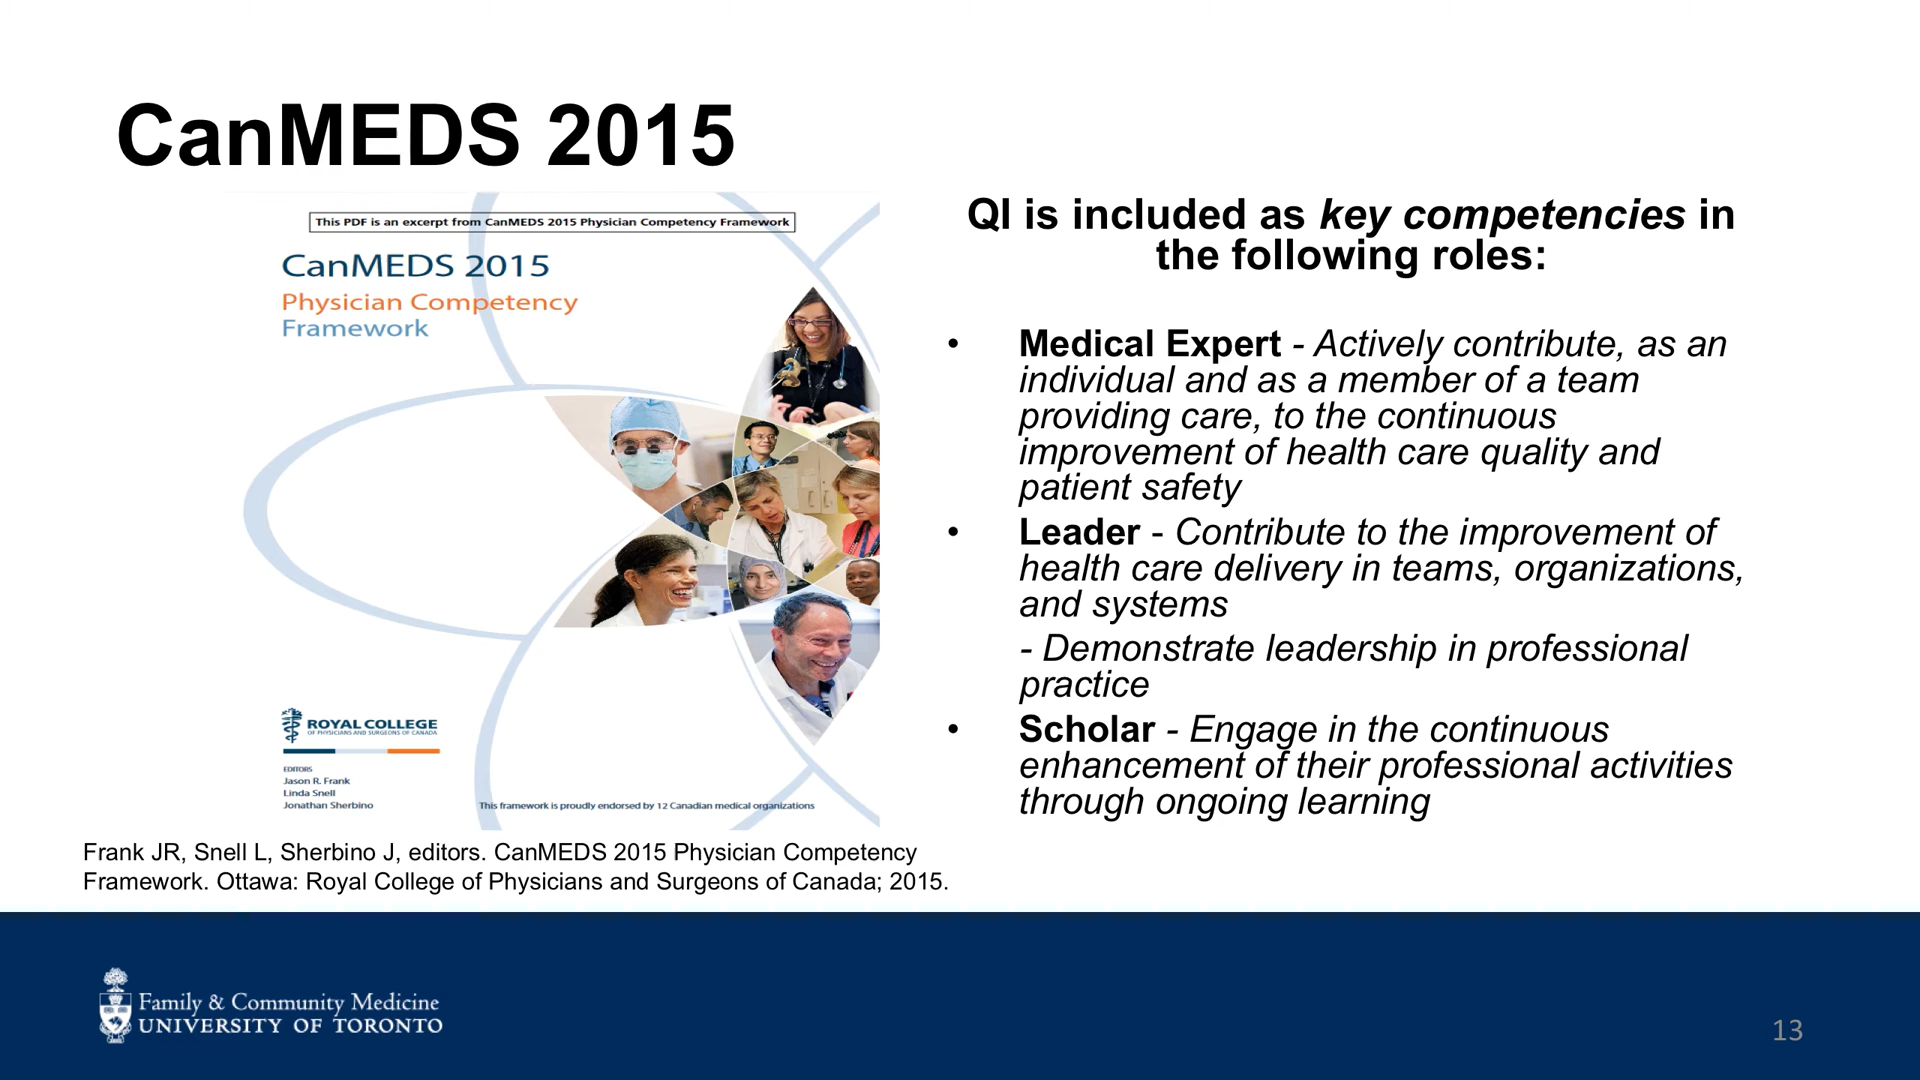 CanMEDS 2015
This PDF is an excerpt from CanMEDS 2015 Physician Competency Framework
CanMEDS 2015
Physician Competency
Framework
ROYAL COLLEGE
OF PHYSICIANS AND SURGEONS OF CANADA
EDITORS
Jason R. Frank
Linda Snell
Jonathan Sherbino
This framework is proudly endorsed by 12 Canadian medical organizations
Frank JR, Snell L, Sherbino J, editors. CanMEDS 2015 Physician Competency
Framework. Ottawa: Royal College of Physicians and Surgeons of Canada; 2015.
QI is included as key competencies in
the following roles:
• Medical Expert - Actively contribute, as an
individual and as a member of a team
providing care, to the continuous
improvement of health care quality and
patient safety
• Leader - Contribute to the improvement of
health care delivery in teams, organizations,
and systems
- Demonstrate leadership in professional
practice
• Scholar - Engage in the continuous
enhancement of their professional activities
through ongoing learning
Family & Community Medicine
UNIVERSITY OF TORONTO
13